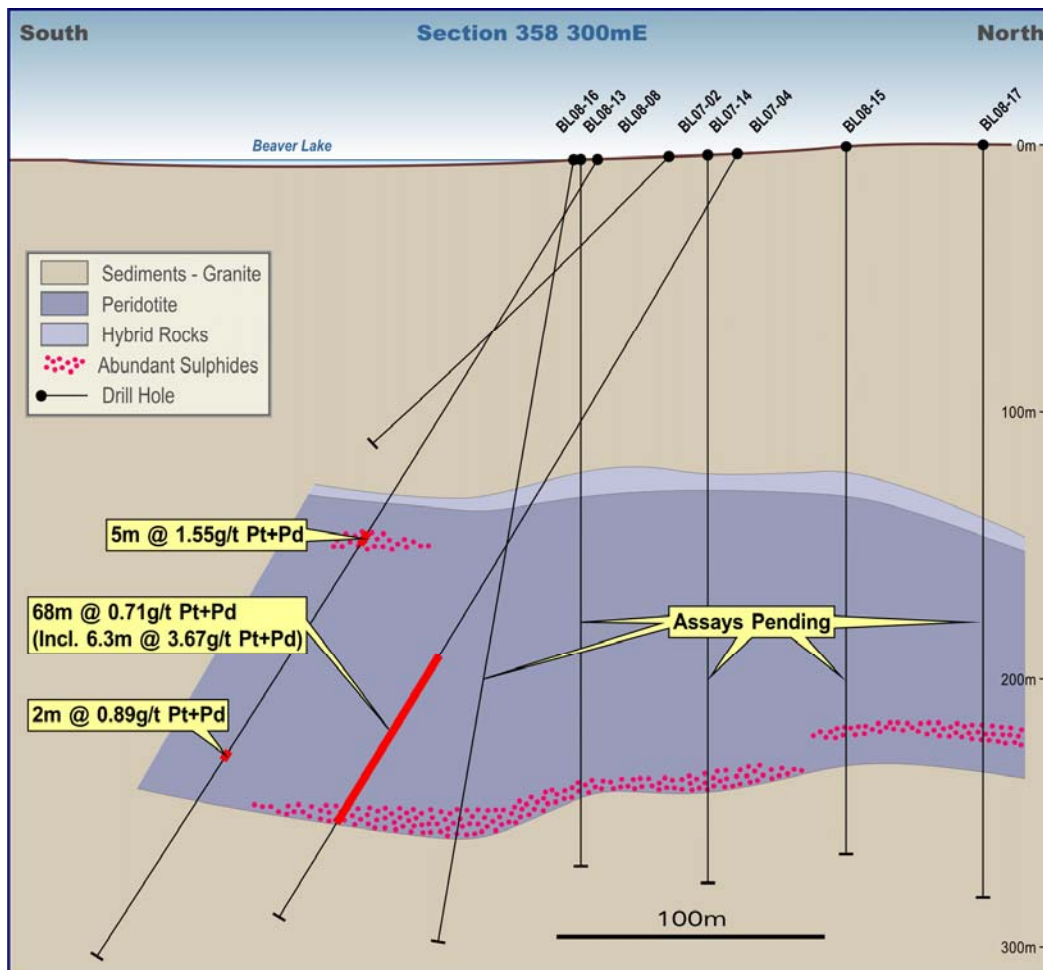 South
Section 358 300mE
North
BL08-16
BL08-13
BL08-08
BL07-02
BL07-14
BL07-04
BL08-15
BL08-17
Beaver Lake
0m
Sediments - Granite
Peridotite
Hybrid Rocks
Abundant Sulphides
Drill Hole
100m
5m @ 1.55g/t Pt+Pd
68m @ 0.71g/t Pt+Pd
(Incl. 6.3m @ 3.67g/t Pt+Pd)
Assays Pending
200m
2m @ 0.89g/t Pt+Pd
100m
300m